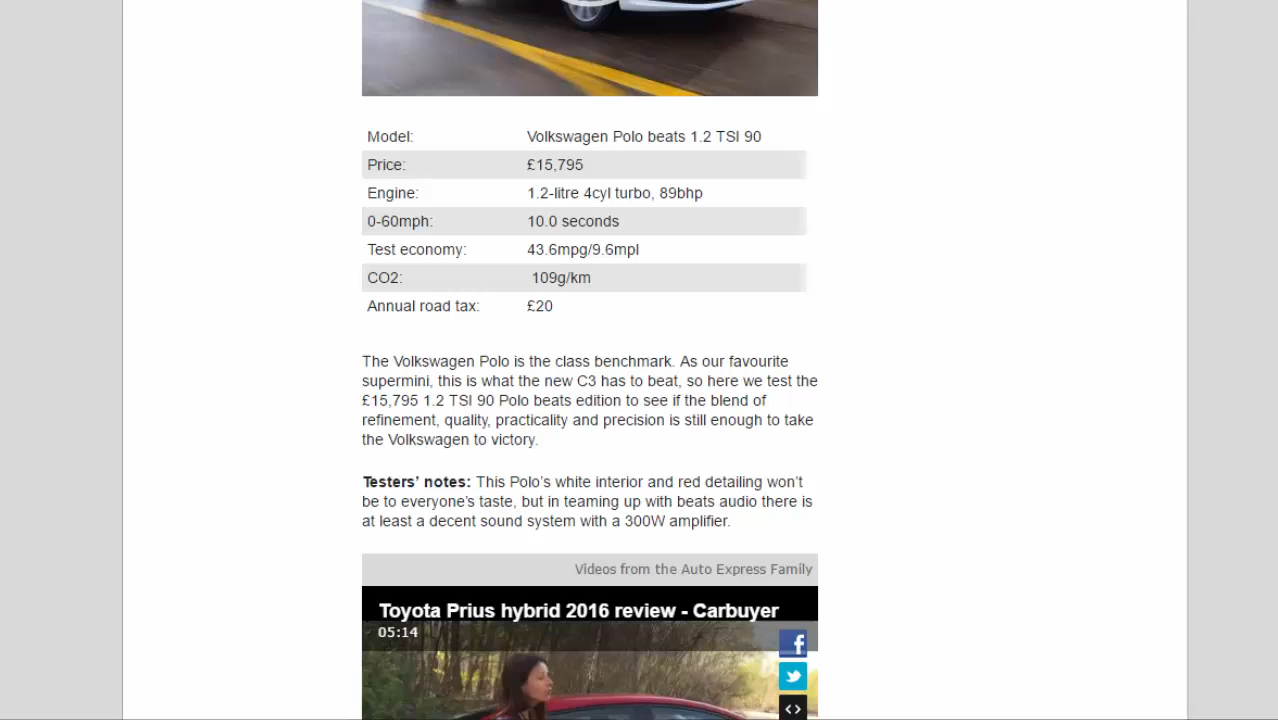 Model: Volkswagen Polo beats 1.2 TSI 90
Price: £15,795
Engine: 1.2-litre 4cyl turbo, 89bhp
0-60mph: 10.0 seconds
Test economy: 43.6mpg/9.6mpl
CO2: 109g/km
Annual road tax: £20
The Volkswagen Polo is the class benchmark. As our favourite
supermini, this is what the new C3 has to beat, so here we test the
£15,795 1.2 TSI 90 Polo beats edition to see if the blend of
refinement, quality, practicality and precision is still enough to take
the Volkswagen to victory.
Testers’ notes: This Polo’s white interior and red detailing won’t
be to everyone’s taste, but in teaming up with beats audio there is
at least a decent sound system with a 300W amplifier.
Videos from the Auto Express Family
Toyota Prius hybrid 2016 review - Carbuyer
05:14